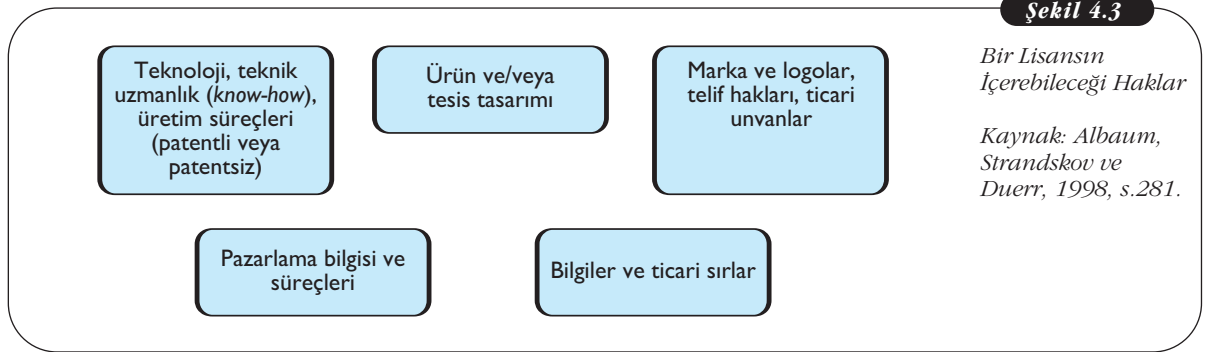 Şekil 4.3
Bir Lisansın
İçerebileceği Haklar
Kaynak: Albaum,
Strandskov ve
Duerr, 1998, s.281.
Teknoloji, teknik
uzmanlık (know-how),
üretim süreçleri
(patentli veya
patentsiz)
Ürün ve/veya
tesis tasarımı
Marka ve logolar,
telif hakları, ticari
unvanlar
Pazarlama bilgisi ve
süreçleri
Bilgiler ve ticari sırlar